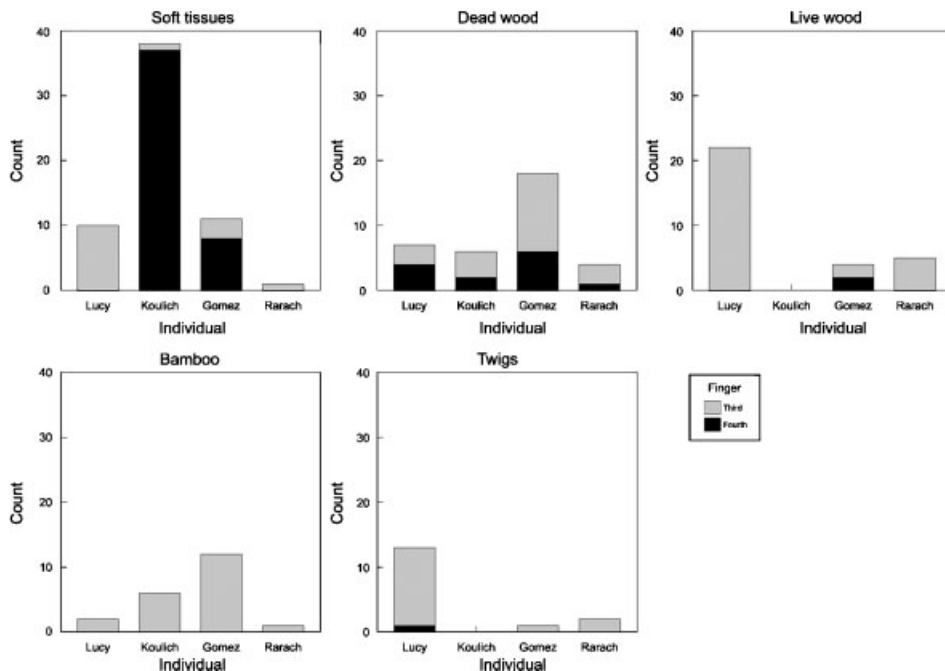 Soft tissues
40
30
20
10
0
Count
Lucy Koulich Gomez Rarach
Individual
Dead wood
40
30
20
10
0
Count
Lucy Koulich Gomez Rarach
Individual
Live wood
40
30
20
10
0
Count
Lucy Koulich Gomez Rarach
Individual
Bamboo
40
30
20
10
0
Count
Lucy Koulich Gomez Rarach
Individual
Twigs
40
30
20
10
0
Count
Lucy Koulich Gomez Rarach
Individual
Finger
Third
Fourth